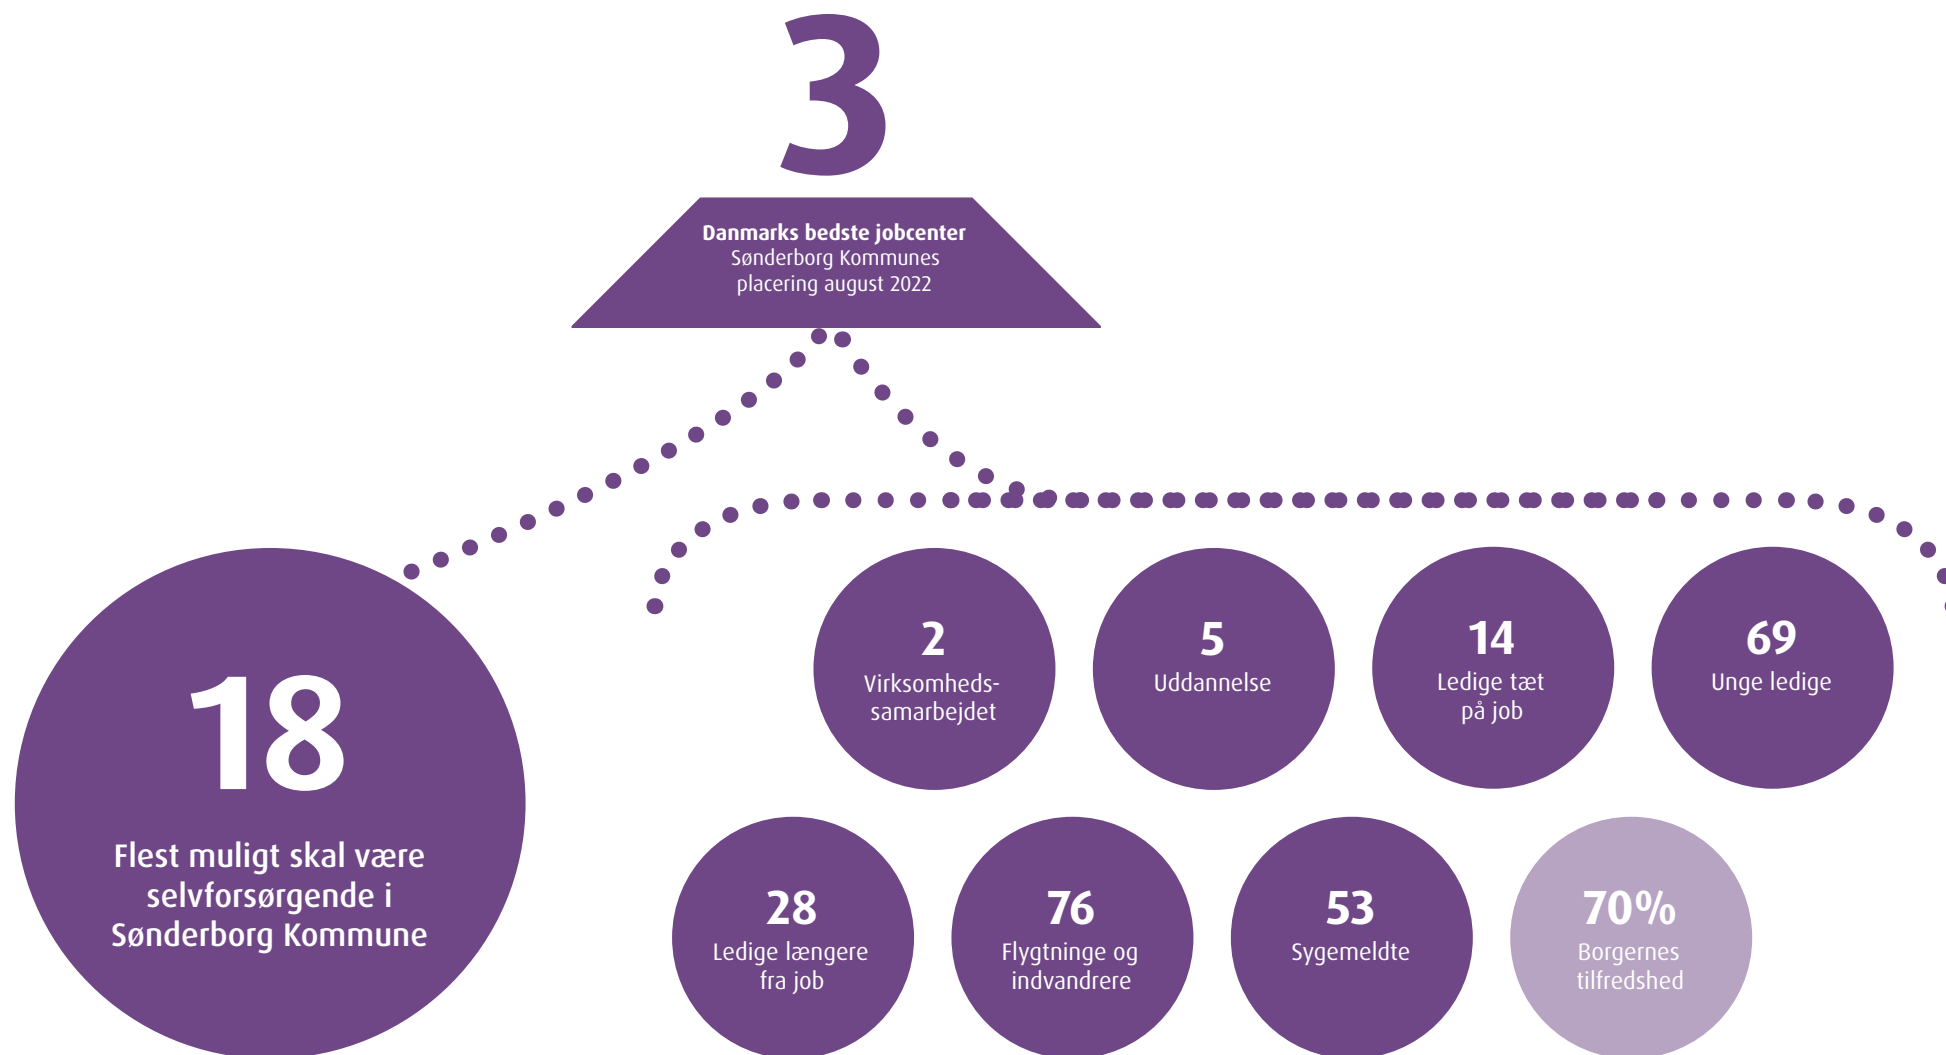 3
Danmarks bedste jobcenter
Sønderborg Kommunes
placering august 2022
18
Flest muligt skal være
selvforsørgende i
Sønderborg Kommune
2
Virksomheds-
samarbejdet
5
Uddannelse
14
Ledige tæt
på job
69
Unge ledige
28
Ledige længere
fra job
76
Flygtninge og
indvandrere
53
Sygemeldte
70%
Borgernes
tilfredshed